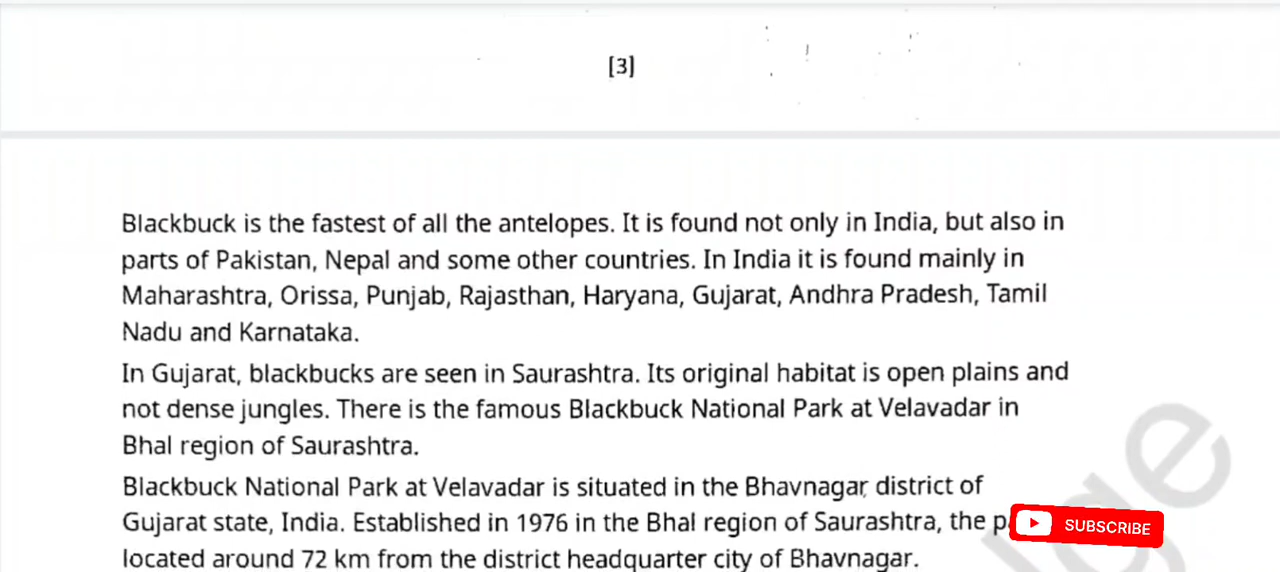 [3]
Blackbuck is the fastest of all the antelopes. It is found not only in India, but also in
parts of Pakistan, Nepal and some other countries. In India it is found mainly in
Maharashtra, Orissa, Punjab, Rajasthan, Haryana, Gujarat, Andhra Pradesh, Tamil
Nadu and Karnataka.
In Gujarat, blackbucks are seen in Saurashtra. Its original habitat is open plains and
not dense jungles. There is the famous Blackbuck National Park at Velavadar in
Bhal region of Saurashtra.
Blackbuck National Park at Velavadar is situated in the Bhavnagar district of
Gujarat state, India. Established in 1976 in the Bhal region of Saurashtra, the
SUBSCRIBE
located around 72 km from the district headquarter city of Bhavnagar.